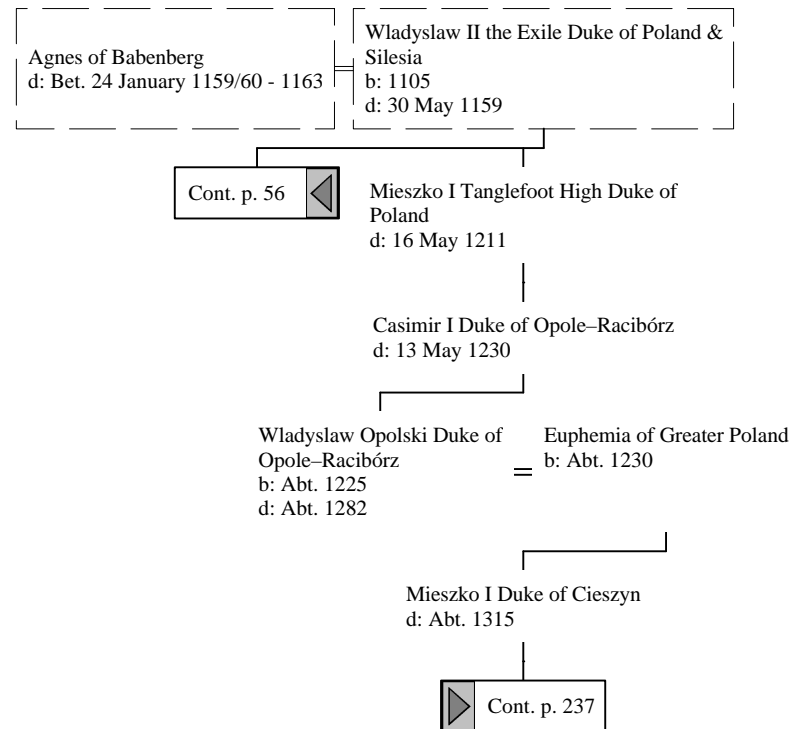 Agnes of Babenberg
d: Bet. 24 January 1159/60 - 1163
Wladyslaw II the Exile Duke of Poland &
Silesia
b: 1105
d: 30 May 1159
Cont. p. 56
Mieszko I Tanglefoot High Duke of
Poland
d: 16 May 1211
Casimir I Duke of Opole–Racibórz
d: 13 May 1230
Wladyslaw Opolski Duke of
Opole–Racibórz
b: Abt. 1225
d: Abt. 1282
Euphemia of Greater Poland
b: Abt. 1230
Mieszko I Duke of Cieszyn
d: Abt. 1315
Cont. p. 237